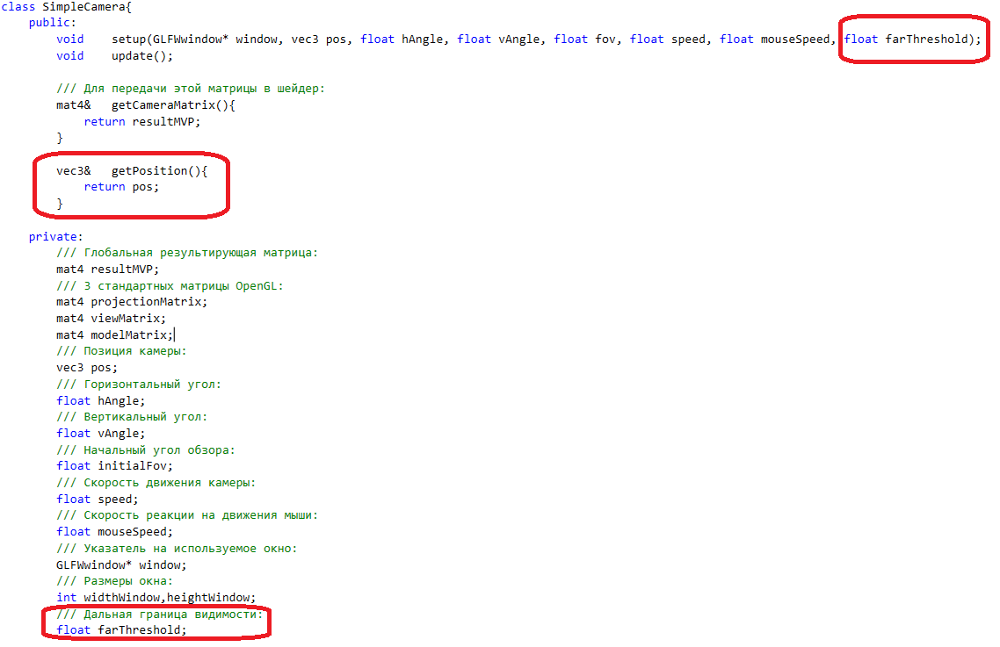 class SimpleCamera{
public:
void setup(GLFWwindow* window, vec3 pos, float hAngle, float vAngle, float fov, float speed, float mouseSpeed, float farThreshold);
void update();
/// Для передачи этой матрицы в шейдер:
mat4& getCameraMatrix(){
return resultMVP;
}
vec3& getPosition(){
return pos;
}
private:
/// Глобальная результирующая матрица:
mat4 resultMVP;
/// 3 стандартных матрицы OpenGL:
mat4 projectionMatrix;
mat4 viewMatrix;
mat4 modelMatrix;
/// Позиция камеры:
vec3 pos;
/// Горизонтальный угол:
float hAngle;
/// Вертикальный угол:
float vAngle;
/// Начальный угол обзора:
float initialFov;
/// Скорость движения камеры:
float speed;
/// Скорость реакции на движения мыши:
float mouseSpeed;
/// Указатель на используемое окно:
GLFWwindow* window;
/// Размеры окна:
int widthWindow,heightWindow;
/// Дальная граница видимости:
float farThreshold;